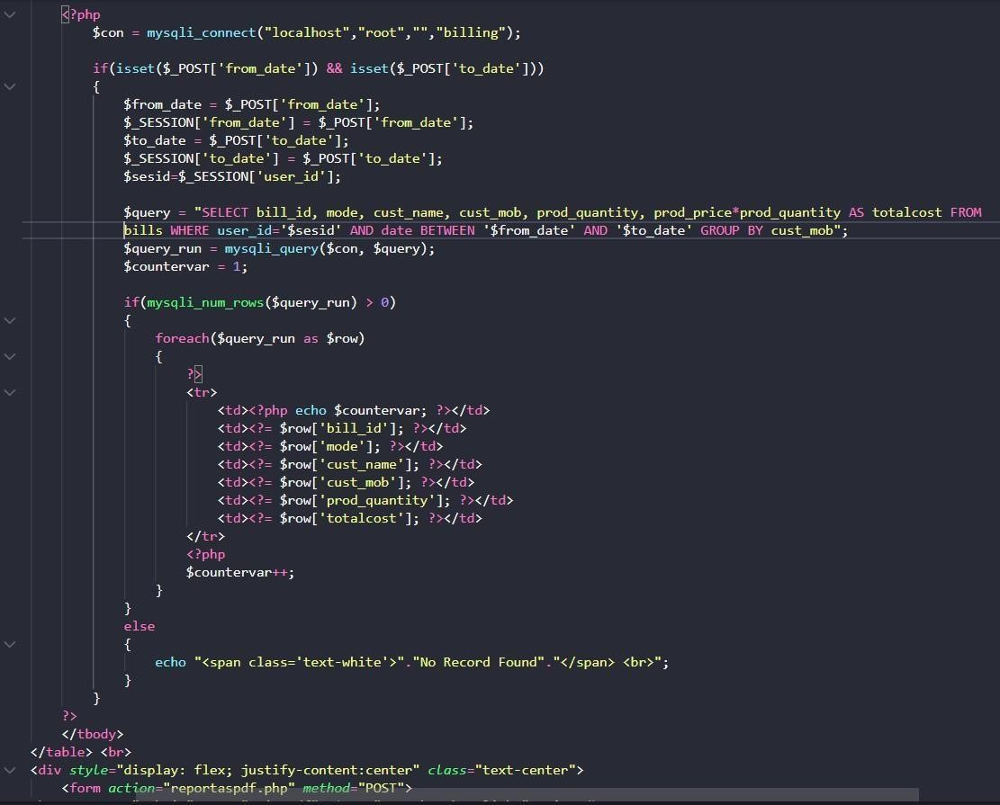 <?php
$con = mysqli_connect("localhost","root","","billing");
if(isset($_POST['from_date']) && isset($_POST['to_date']))
{
$from_date = $_POST['from_date'];
$_SESSION['from_date'] = $_POST['from_date'];
$to_date = $_POST['to_date'];
$_SESSION['to_date'] = $_POST['to_date'];
$sesid=$_SESSION['user_id'];
$query = "SELECT bill_id, mode, cust_name, cust_mob, prod_quantity, prod_price*prod_quantity AS totalcost FROM
bills WHERE user_id='$sesid' AND date BETWEEN '$from_date' AND '$to_date' GROUP BY cust_mob";
$query_run = mysqli_query($con, $query);
$countervar = 1;
if(mysqli_num_rows($query_run) > 0)
{
foreach($query_run as $row)
{
?>
<tr>
<td><?php echo $countervar; ?></td>
<td><?= $row['bill_id']; ?></td>
<td><?= $row['mode']; ?></td>
<td><?= $row['cust_name']; ?></td>
<td><?= $row['cust_mob']; ?></td>
<td><?= $row['prod_quantity']; ?></td>
<td><?= $row['totalcost']; ?></td>
</tr>
<?php
$countervar++;
}
}
else
{
echo "<span class='text-white'>"."No Record Found"."</span> <br>";
}
}
?>
</tbody>
</table> <br>
<div style="display: flex; justify-content:center" class="text-center">
<form action="reportaspdf.php" method="POST">